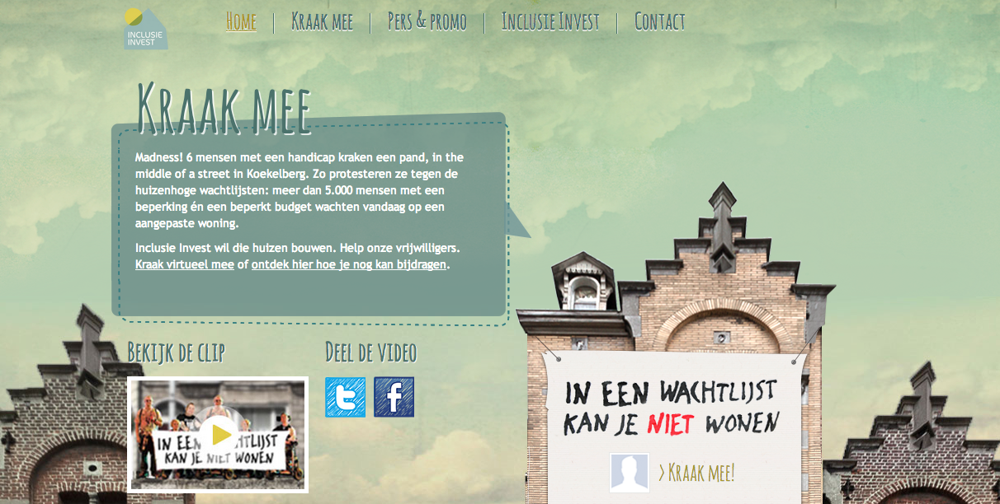 INCLUSIE
INVEST
Home
Kraak mee
Pers & promo
Inclusie Invest
Contact
Kraak mee
Madness! 6 mensen met een handicap kraken een pand, in the
middle of a street in Koekelberg. Zo protesteren ze tegen de
huizenhoge wachtlijsten: meer dan 5.000 mensen met een
beperking én een beperkt budget wachten vandaag op een
aangepaste woning.
Inclusie Invest wil die huizen bouwen. Help onze vrijwilligers.
Kraak virtueel mee of ontdek hier hoe je nog kan bijdragen.
Bekijk de clip
Deel de video
IN EEN WACHTLIJST
KAN JE NIET WONEN
IN EEN WACHTLIJST
KAN JE NIET WONEN
> Kraak mee!